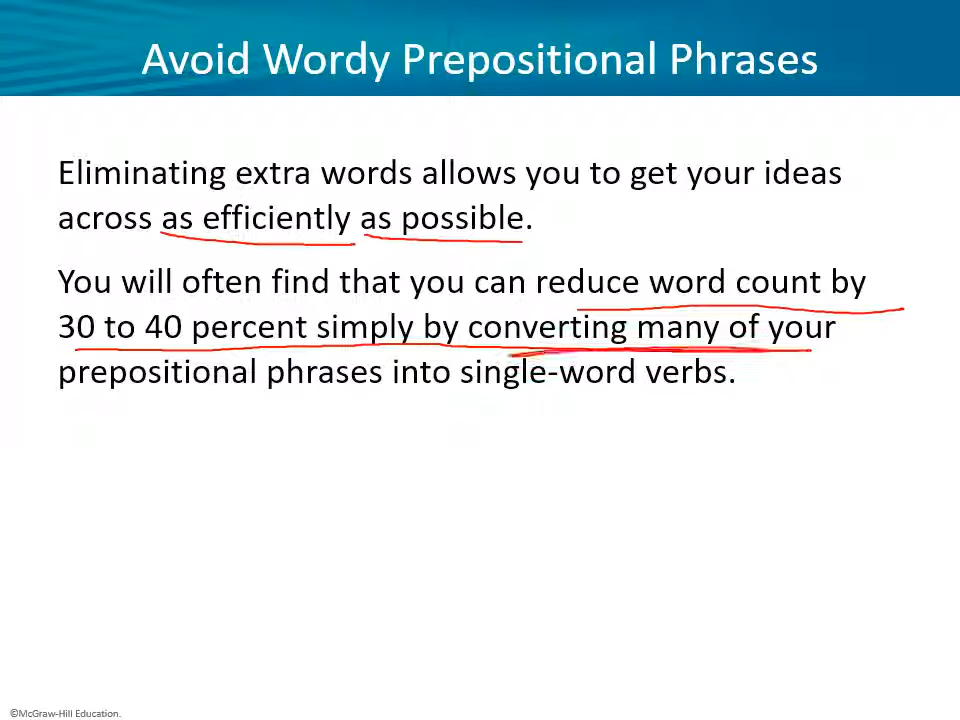 Avoid Wordy Prepositional Phrases
Eliminating extra words allows you to get your ideas
across as efficiently as possible.
You will often find that you can reduce word count by
30 to 40 percent simply by converting many of your
prepositional phrases into single-word verbs.
©McGraw-Hill Education.